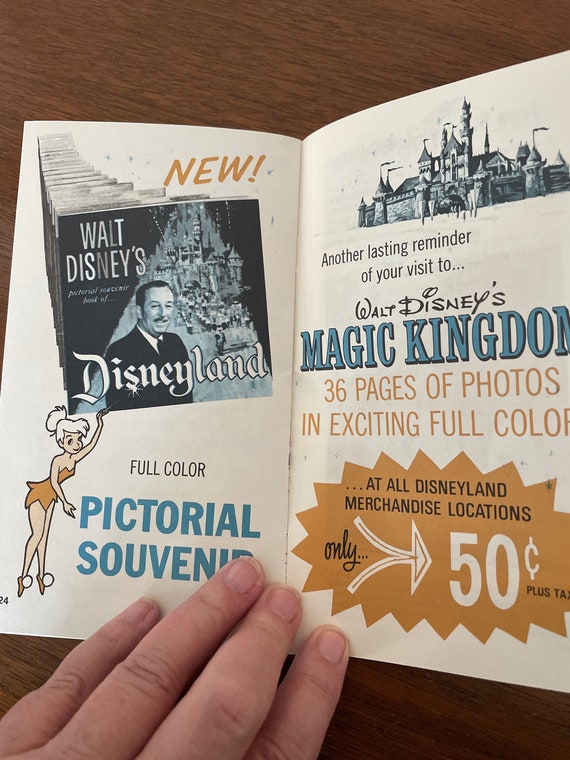 NEW!
WALT
DISNEY'S
pictorial souvenir
book of...
Disneyland
FULL COLOR
PICTORIAL
SOUVENIR
24
Another lasting reminder
of your visit to...
WALT DISNEY'S
MAGIC KINGDOM
36 PAGES OF PHOTOS
IN EXCITING FULL COLOR
...AT ALL DISNEYLAND
MERCHANDISE LOCATIONS
only... 50¢ PLUS TAX